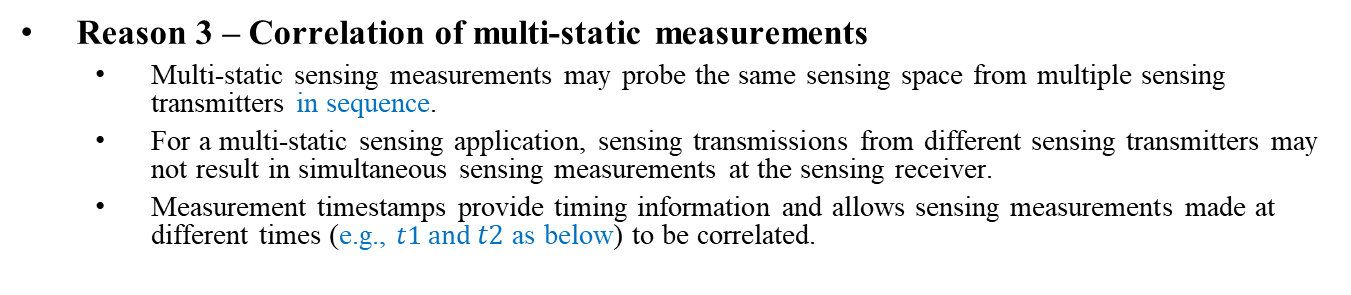 • Reason 3 – Correlation of multi-static measurements
• Multi-static sensing measurements may probe the same sensing space from multiple sensing
transmitters in sequence.
• For a multi-static sensing application, sensing transmissions from different sensing transmitters may
not result in simultaneous sensing measurements at the sensing receiver.
• Measurement timestamps provide timing information and allows sensing measurements made at
different times (e.g., t1 and t2 as below) to be correlated.